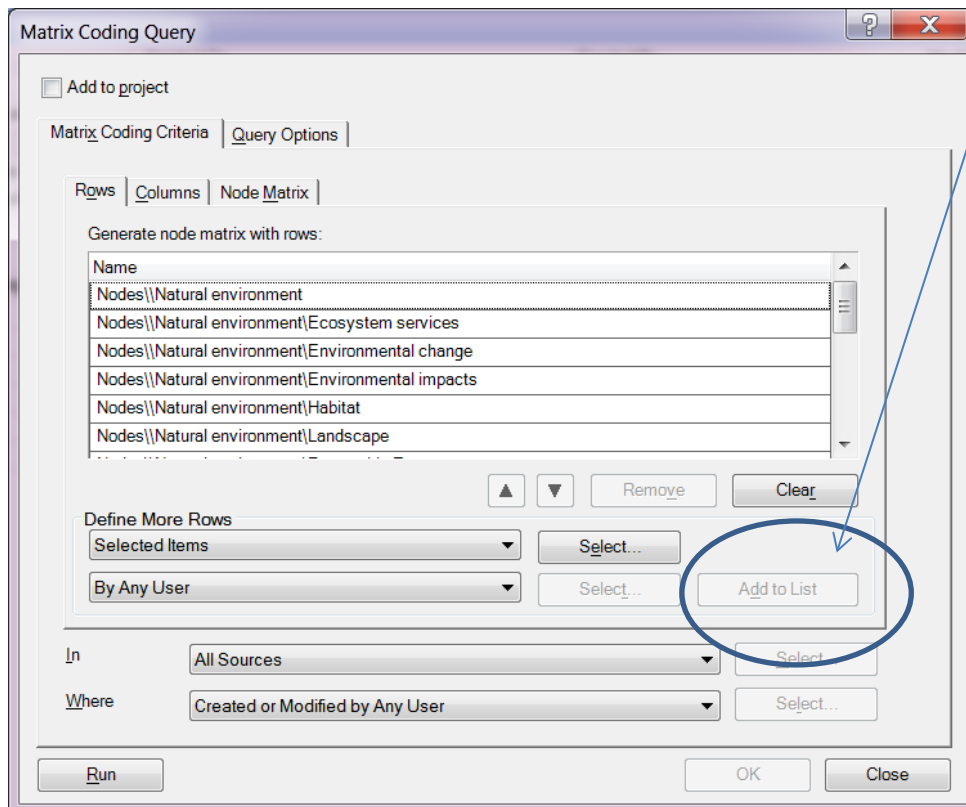 Matrix Coding Query
Add to project
Matrix Coding Criteria Query Options
Rows Columns Node Matrix
Generate node matrix with rows:
Name
Nodes\\Natural environment
Nodes\\Natural environment\Ecosystem services
Nodes\\Natural environment\Environmental change
Nodes\\Natural environment\Environmental impacts
Nodes\\Natural environment\Habitat
Nodes\\Natural environment\Landscape
Remove Clear
Define More Rows
Selected Items Select...
By Any User Select... Add to List
In All Sources Select...
Where Created or Modified by Any User Select...
Run OK Close